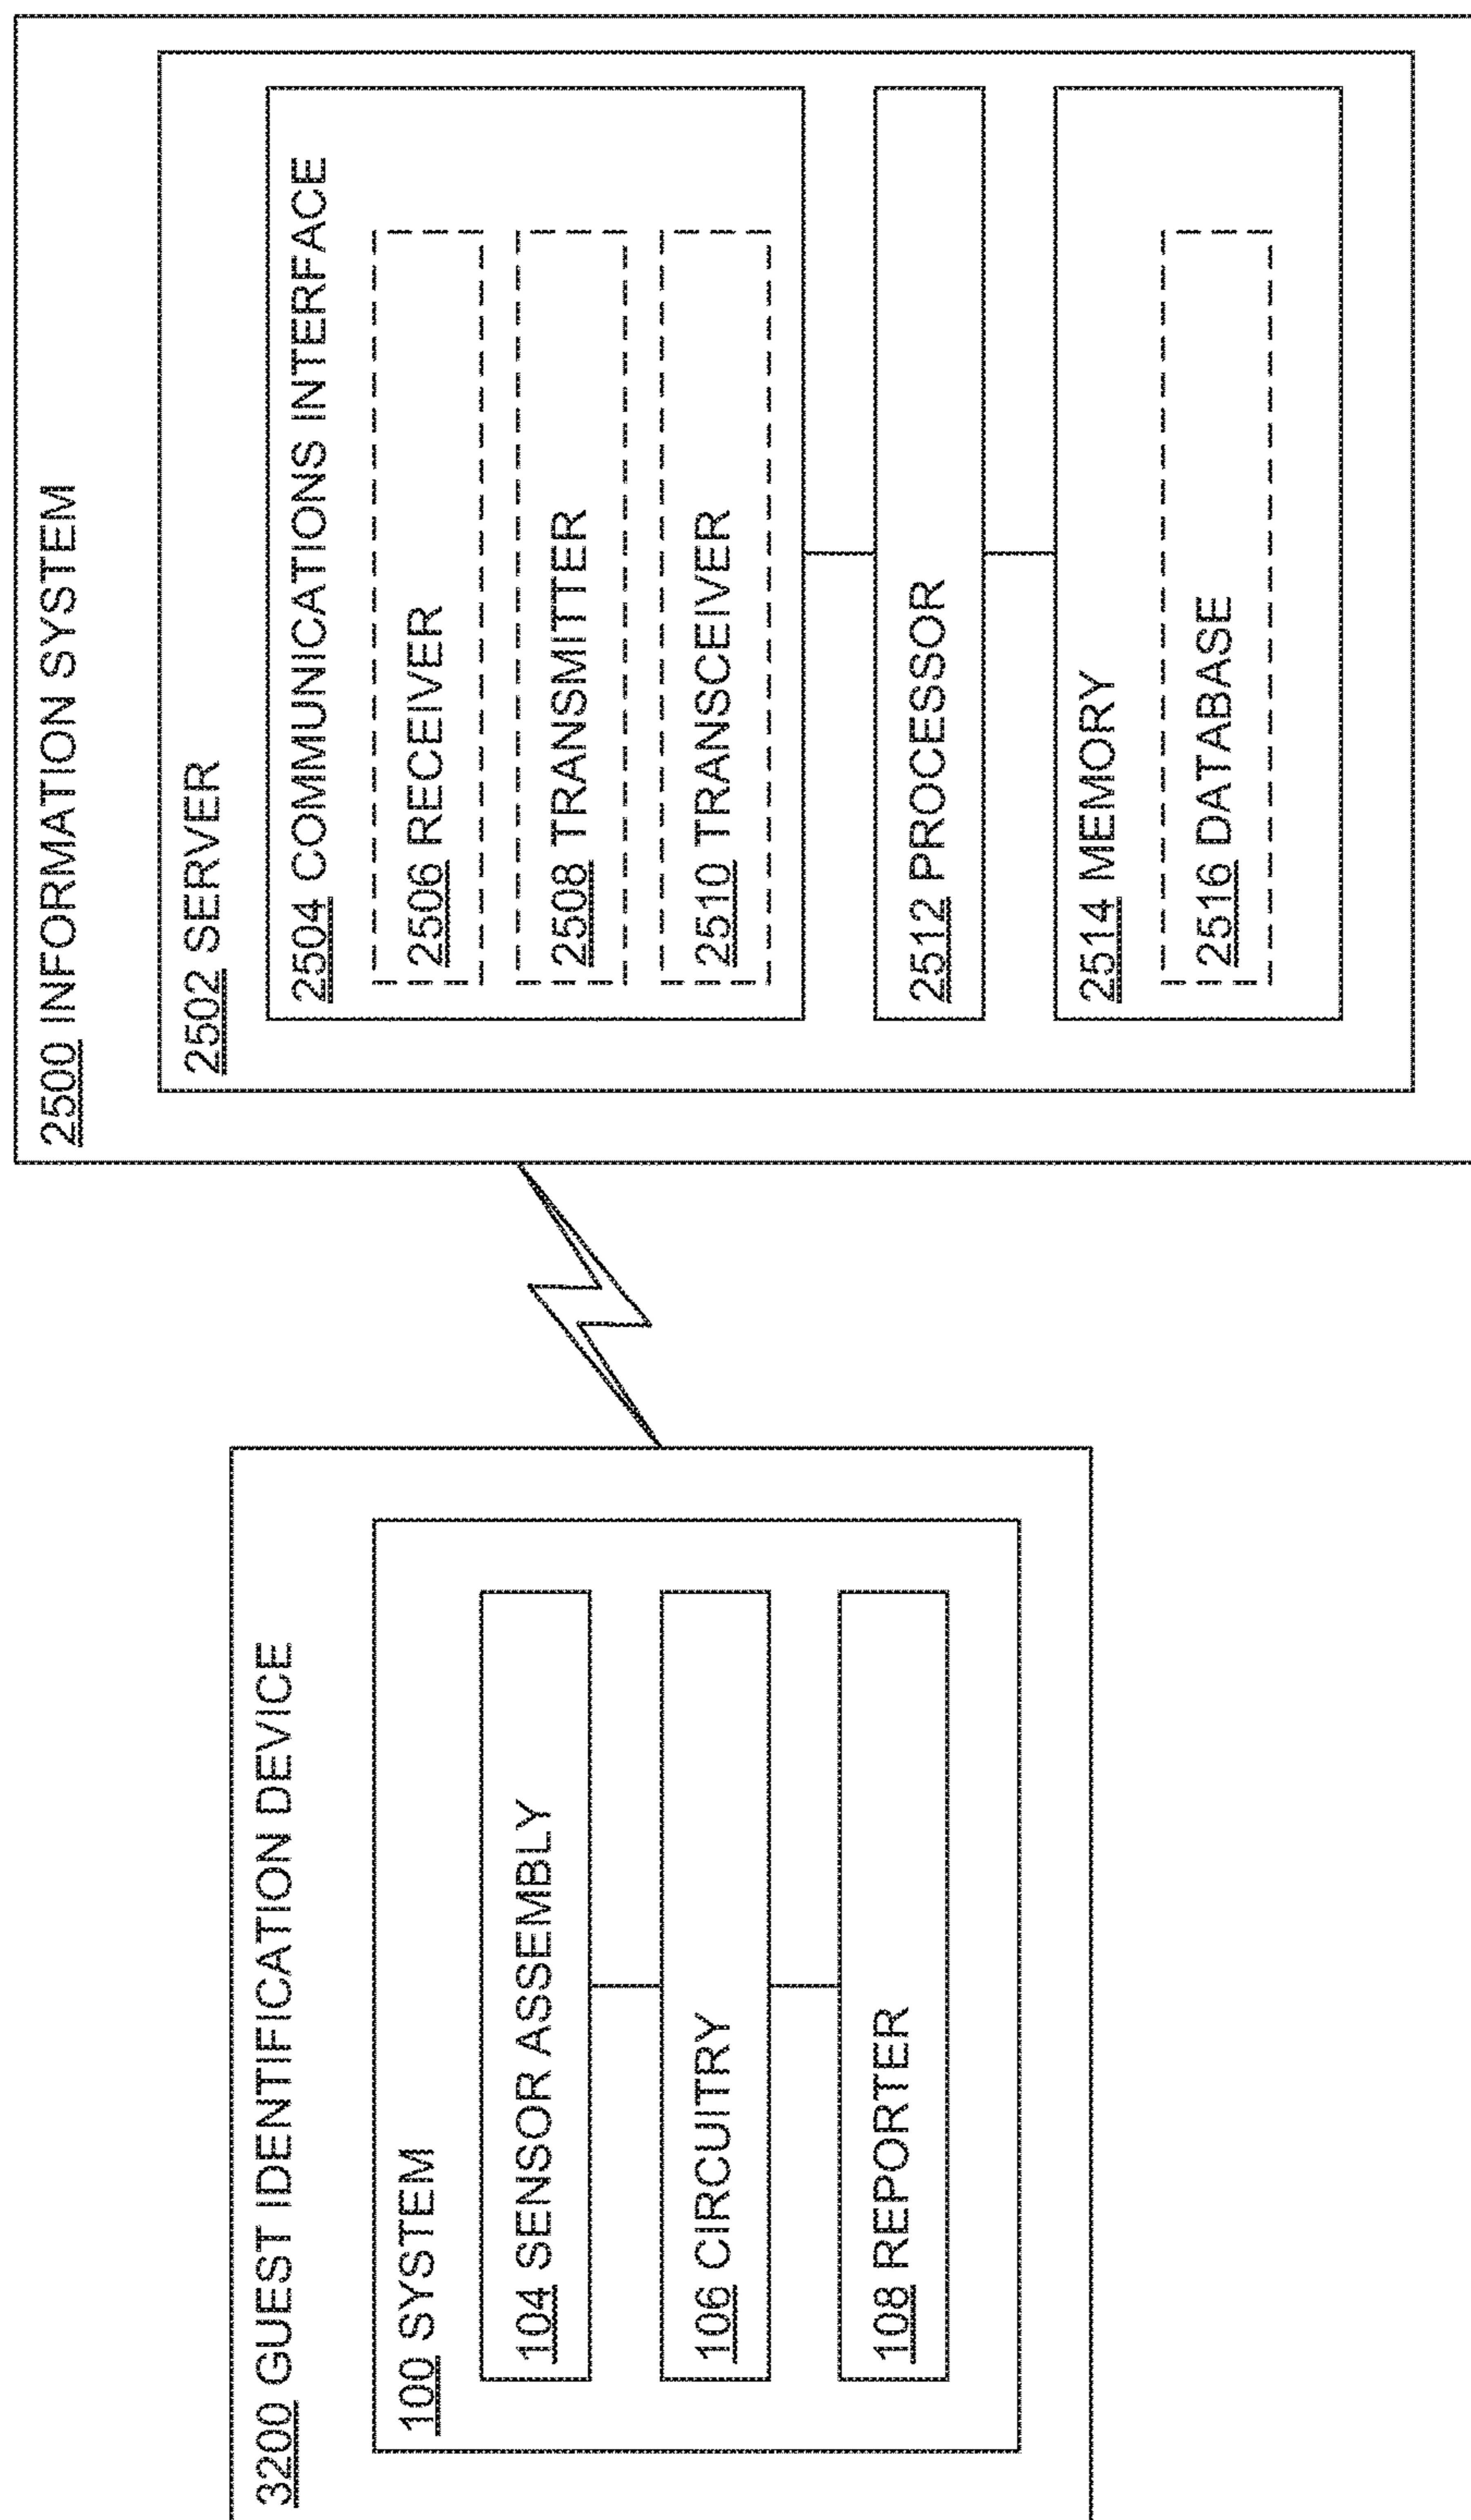 3200 GUEST IDENTIFICATION DEVICE
100 SYSTEM
104 SENSOR ASSEMBLY
106 CIRCUITRY
108 REPORTER
2500 INFORMATION SYSTEM
2502 SERVER
2504 COMMUNICATIONS INTERFACE
2506 RECEIVER
2508 TRANSMITTER
2510 TRANSCEIVER
2512 PROCESSOR
2514 MEMORY
2516 DATABASE